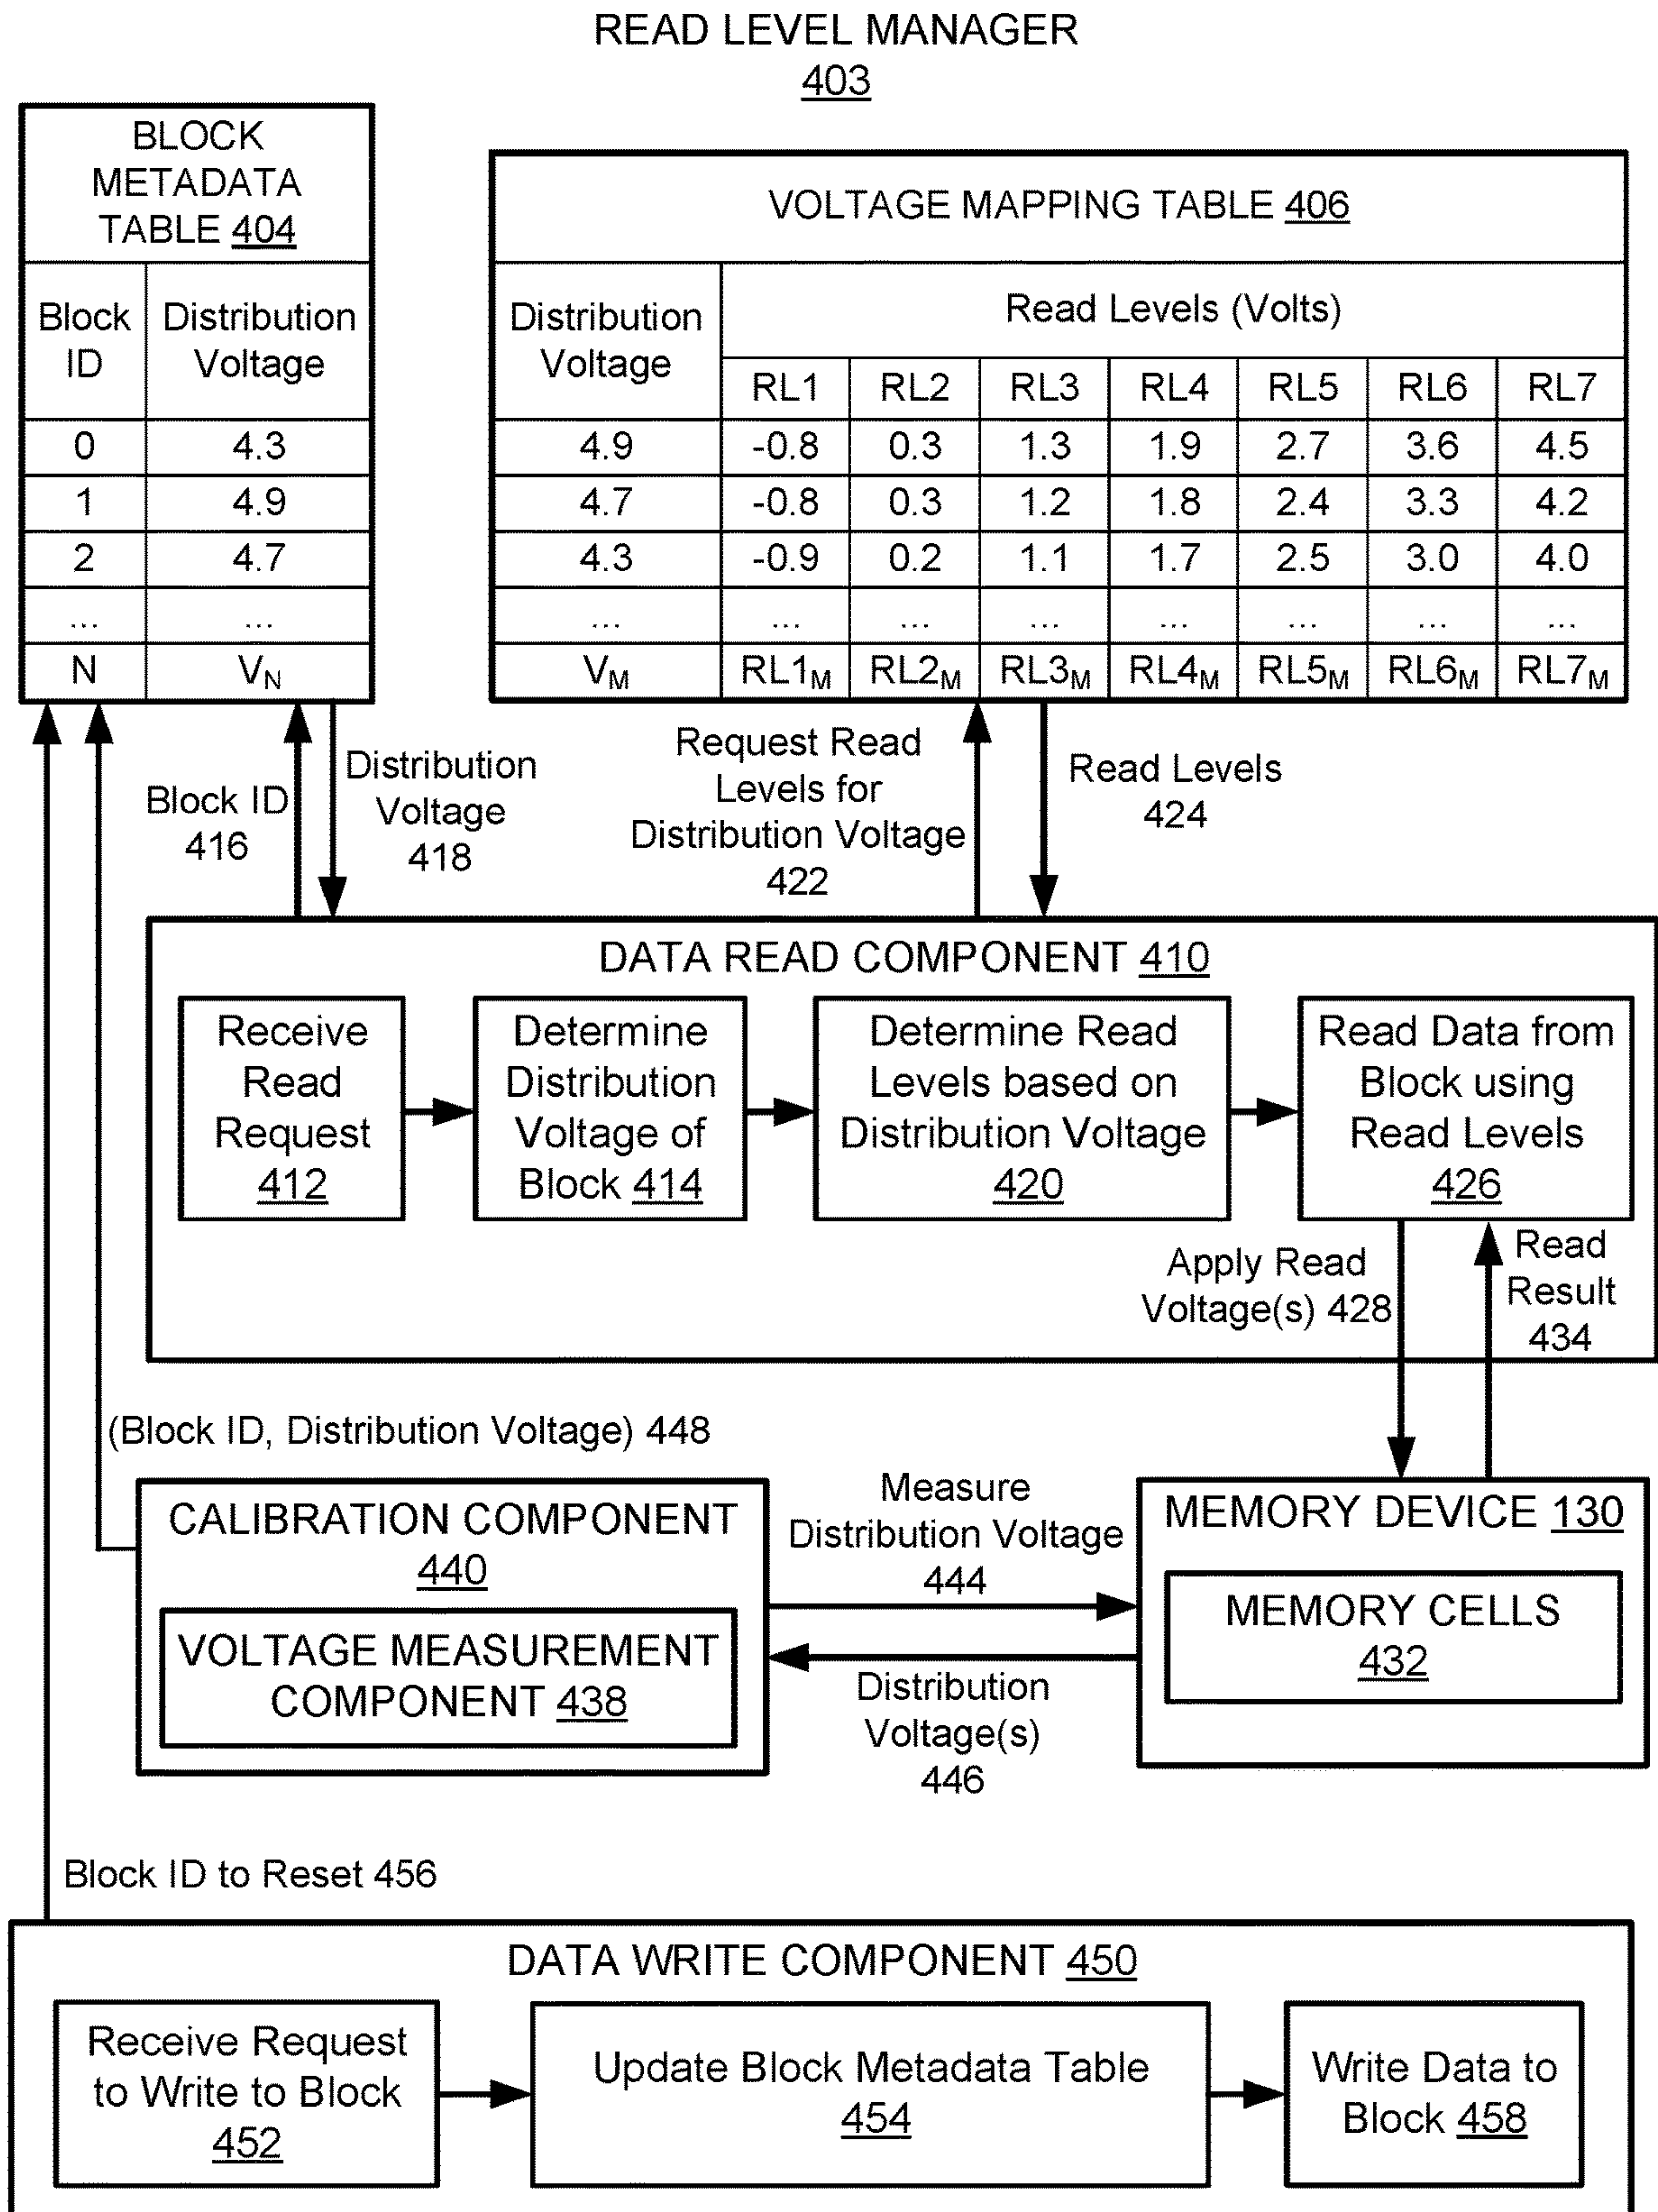 READ LEVEL MANAGER
403
BLOCK
METADATA
TABLE 404
Block
ID
Distribution
Voltage
0 4.3
1 4.9
2 4.7
... ...
N VN
VOLTAGE MAPPING TABLE 406
Distribution
Voltage
Read Levels (Volts)
RL1 RL2 RL3 RL4 RL5 RL6 RL7
4.9 -0.8 0.3 1.3 1.9 2.7 3.6 4.5
4.7 -0.8 0.3 1.2 1.8 2.4 3.3 4.2
4.3 -0.9 0.2 1.1 1.7 2.5 3.0 4.0
... ... ... ... ... ... ... ...
VM RL1M RL2M RL3M RL4M RL5M RL6M RL7M
Block ID
416
Distribution
Voltage
418
Request Read
Levels for
Distribution Voltage
422
Read Levels
424
DATA READ COMPONENT 410
Receive
Read
Request
412
Determine
Distribution
Voltage of
Block 414
Determine Read
Levels based on
Distribution Voltage
420
Read Data from
Block using
Read Levels
426
Apply Read
Voltage(s) 428
Read
Result
434
(Block ID, Distribution Voltage) 448
CALIBRATION COMPONENT
440
VOLTAGE MEASUREMENT
COMPONENT 438
Measure
Distribution Voltage
444
Distribution
Voltage(s)
446
MEMORY DEVICE 130
MEMORY CELLS
432
Block ID to Reset 456
DATA WRITE COMPONENT 450
Receive Request
to Write to Block
452
Update Block Metadata Table
454
Write Data to
Block 458